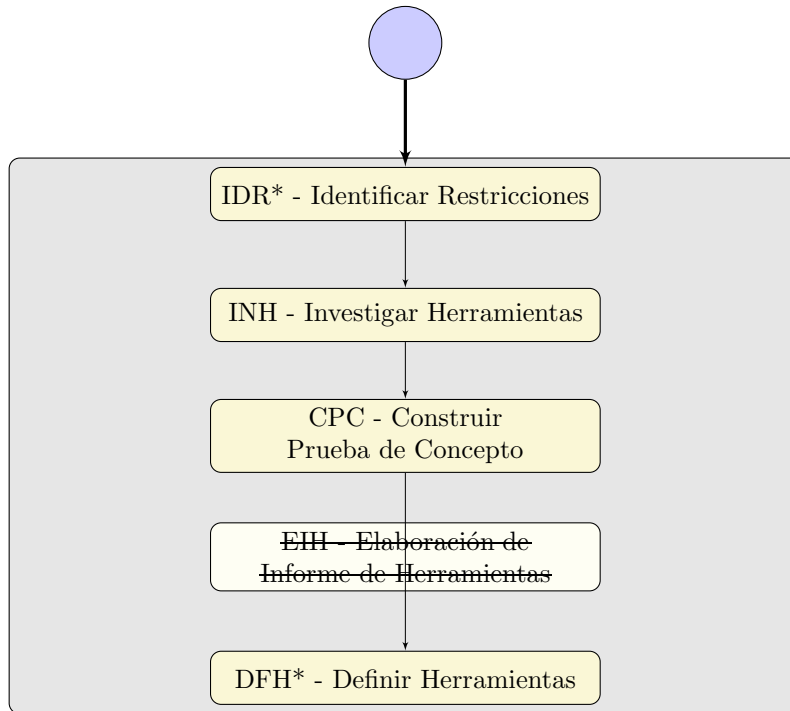 IDR* - Identificar Restricciones
INH - Investigar Herramientas
CPC - Construir
Prueba de Concepto
EIH - Elaboración de
Informe de Herramientas
DFH* - Definir Herramientas